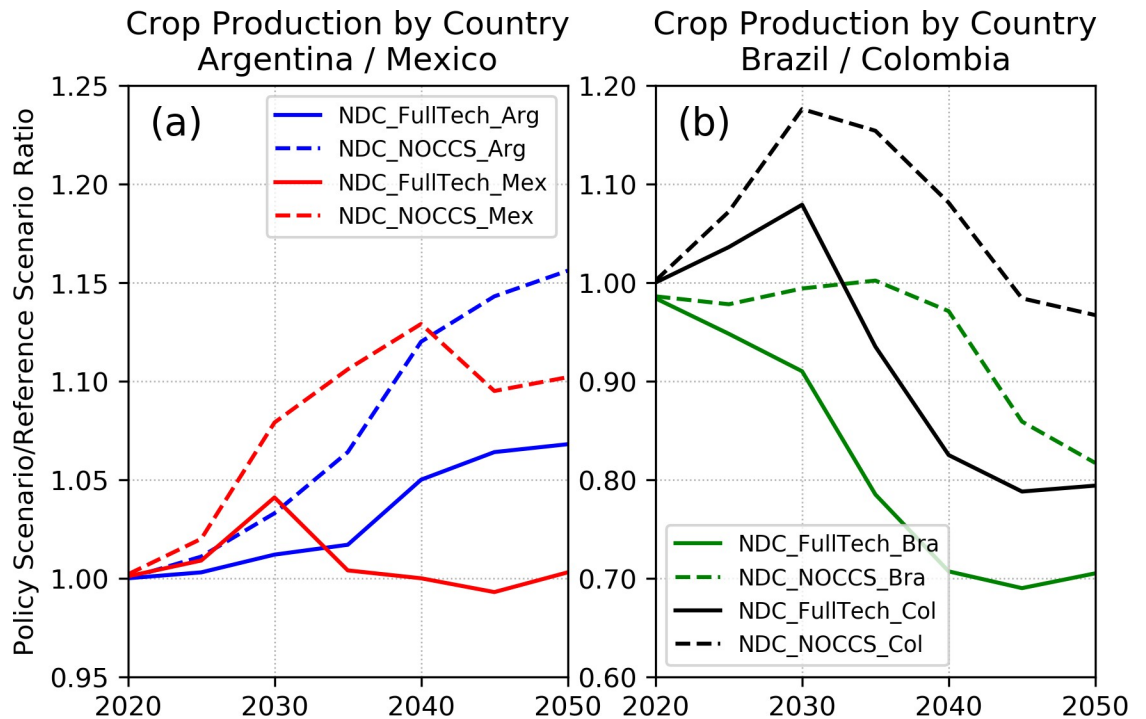 Crop Production by Country
Argentina / Mexico
Policy Scenario/Reference Scenario Ratio
1.25
1.20
1.15
1.10
1.05
1.00
0.95
(a)
NDC_FullTech_Arg
NDC_NOCCS_Arg
NDC_FullTech_Mex
NDC_NOCCS_Mex
2020
2030
2040
2050
Crop Production by Country
Brazil / Colombia
1.20
1.10
1.00
0.90
0.80
0.70
0.60
(b)
NDC_FullTech_Bra
NDC_NOCCS_Bra
NDC_FullTech_Col
NDC_NOCCS_Col
2020
2030
2040
2050